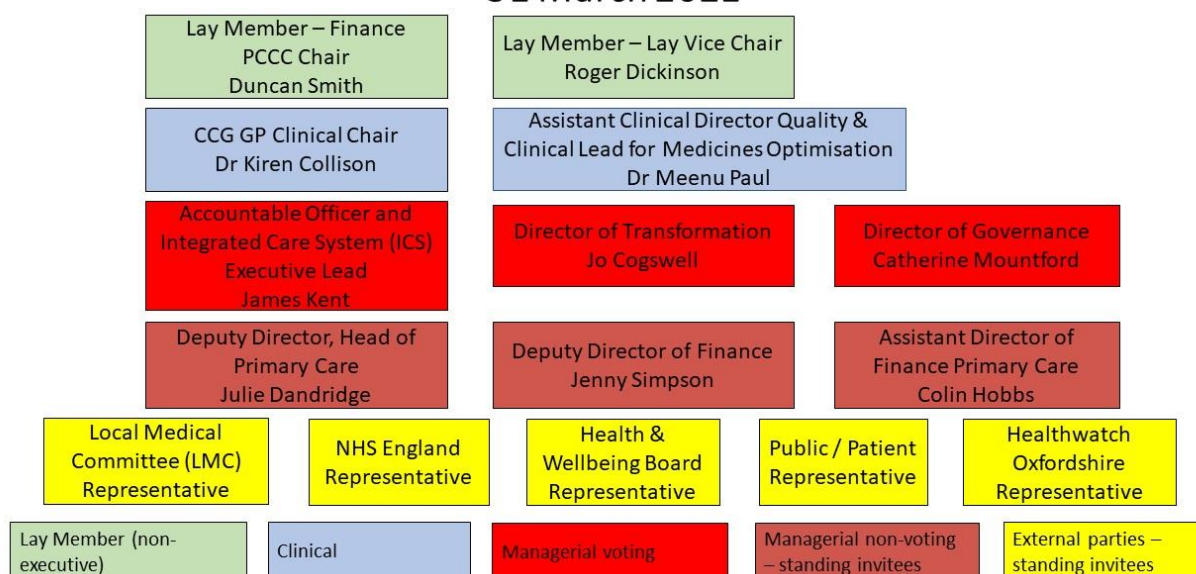 March
Lay Member – Finance
PCCC Chair
Duncan Smith
Lay Member – Lay Vice Chair
Roger Dickinson
CCG GP Clinical Chair
Dr Kiren Collison
Assistant Clinical Director Quality &
Clinical Lead for Medicines Optimisation
Dr Meenu Paul
Accountable Officer and
Integrated Care System (ICS)
Executive Lead
James Kent
Director of Transformation
Jo Cogswell
Director of Governance
Catherine Mountford
Deputy Director, Head of
Primary Care
Julie Dandridge
Deputy Director of Finance
Jenny Simpson
Assistant Director of
Finance Primary Care
Colin Hobbs
Local Medical
Committee (LMC)
Representative
NHS England
Representative
Health &
Wellbeing Board
Representative
Public / Patient
Representative
Healthwatch
Oxfordshire
Representative
Lay Member (non-
executive)
Clinical
Managerial voting
Managerial non-voting
– standing invitees
External parties –
standing invitees